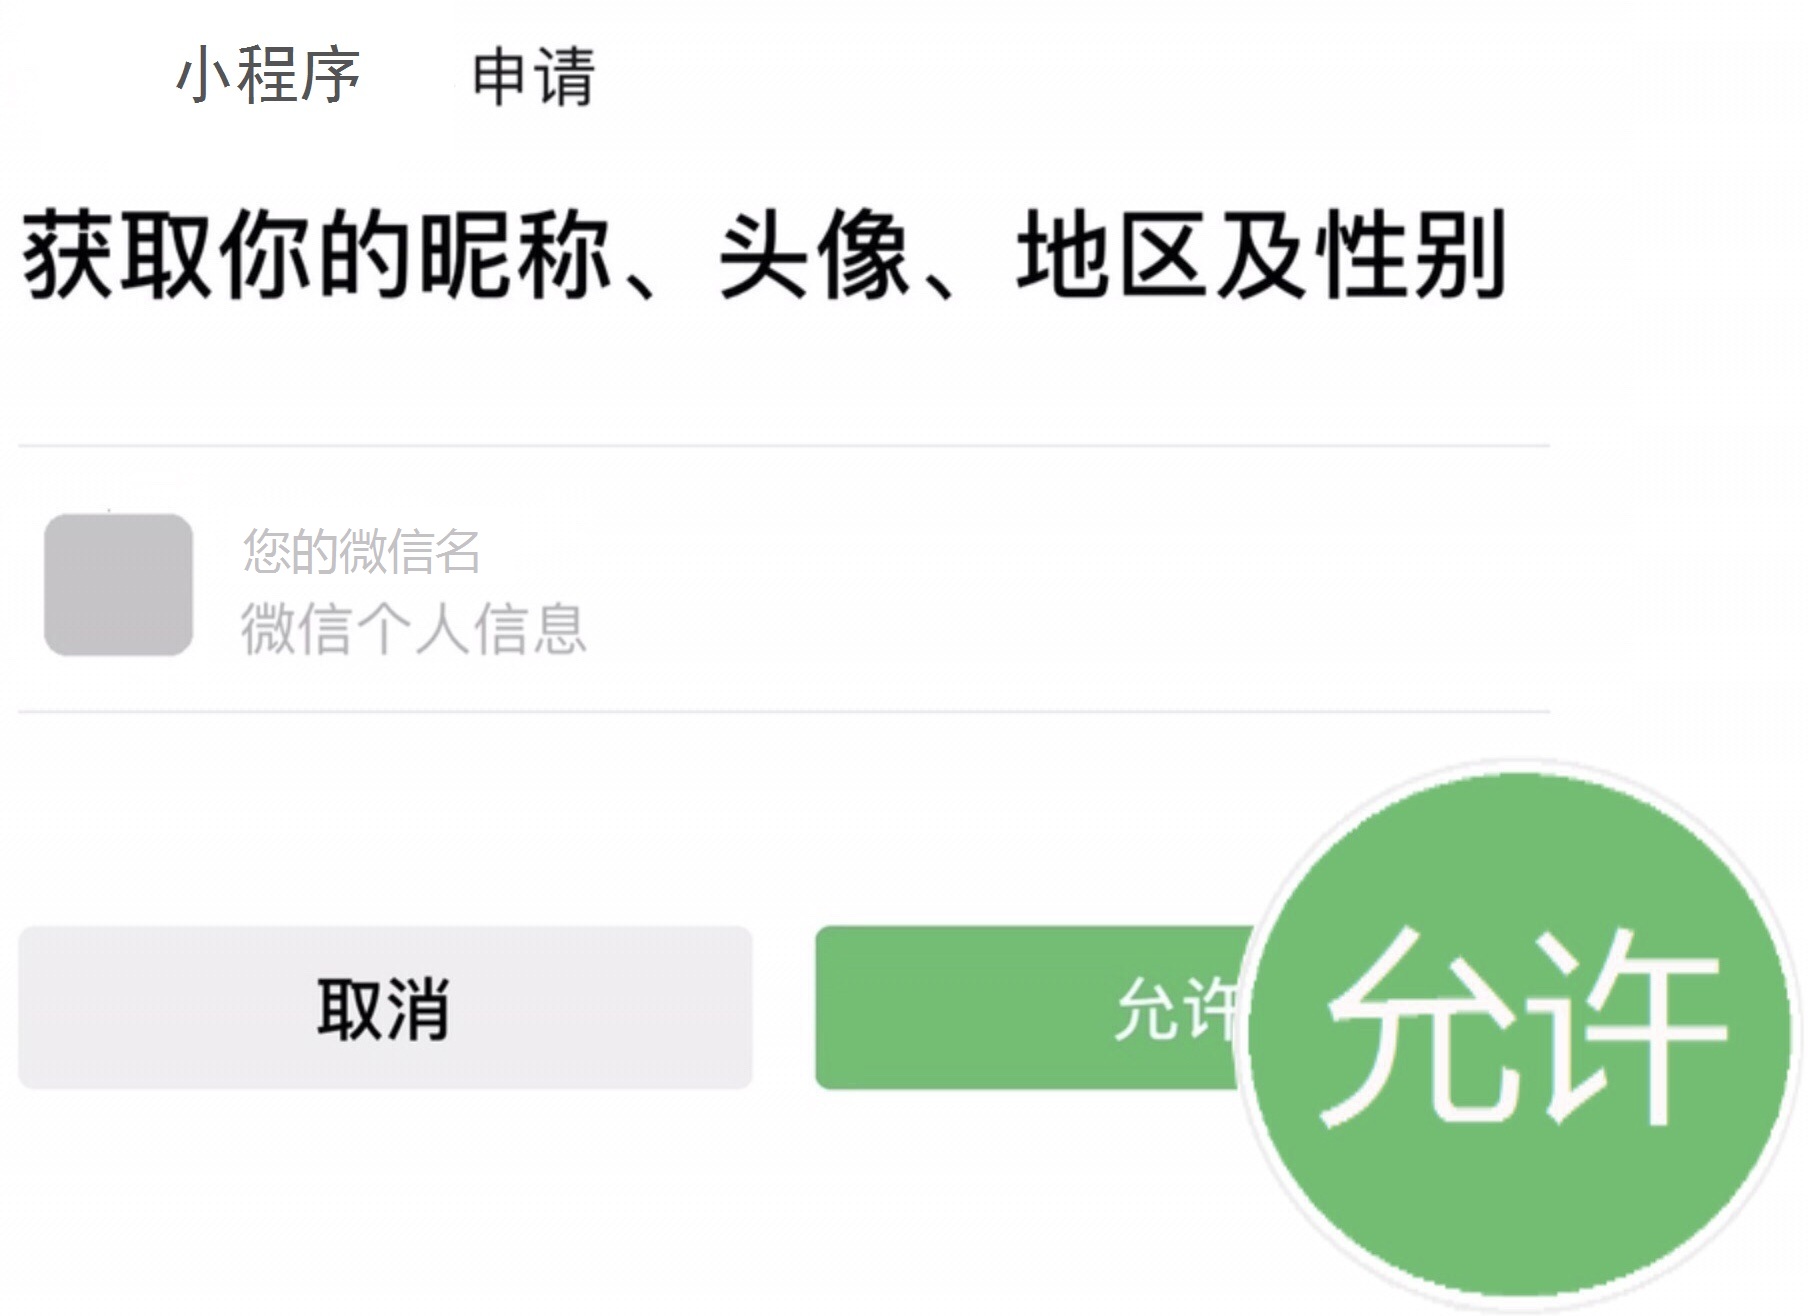 小程序 申请
获取你的昵称、头像、地区及性别
您的微信名
微信个人信息
取消
允许
允许